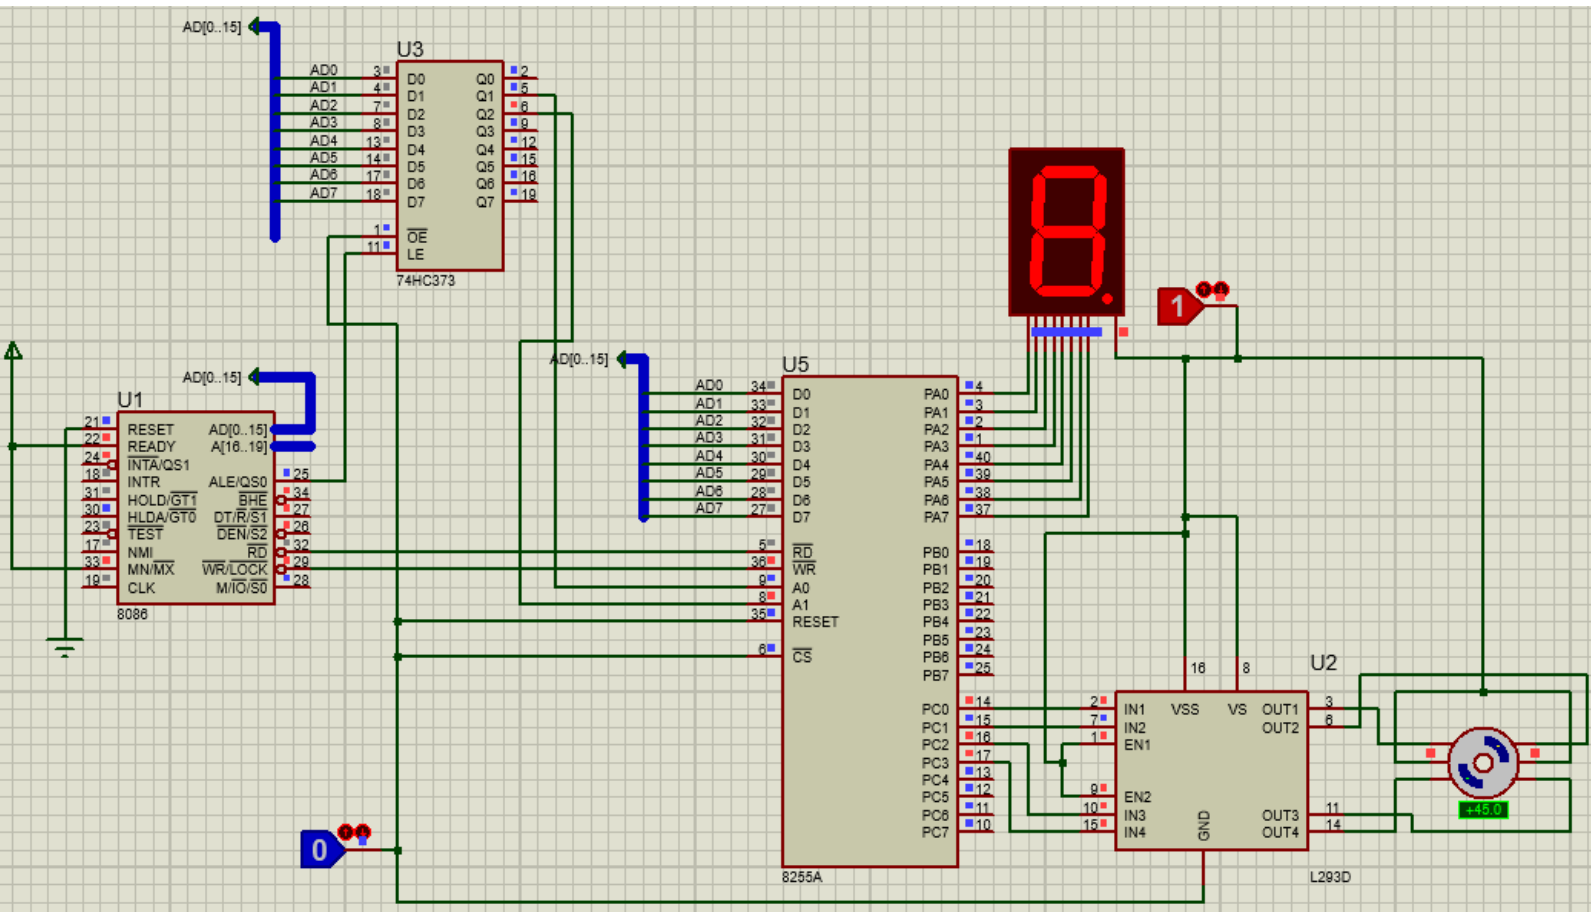 AD[0..15]
U3
AD0 3 D0 Q0 2
AD1 4 D1 Q1 5
AD2 7 D2 Q2 6
AD3 8 D3 Q3 9
AD4 13 D4 Q4 12
AD5 14 D5 Q5 15
AD6 17 D6 Q6 16
AD7 18 D7 Q7 19
1 OE
11 LE
74HC373
1
AD[0..15]
U1
21 RESET AD[0..15]
22 READY A[16..19]
24 INTA/QS1
18 INTR ALE/QS0 25
31 HOLD/GT1 BHE 34
30 HLDA/GT0 DT/R/S1 27
23 TEST DEN/S2 26
17 NMI RD 32
33 MN/MX WR/LOCK 29
19 CLK M/IO/S0 28
8086
AD[0..15]
U5
AD0 34 D0 PA0 4
AD1 33 D1 PA1 3
AD2 32 D2 PA2 2
AD3 31 D3 PA3 1
AD4 30 D4 PA4 40
AD5 29 D5 PA5 39
AD6 28 D6 PA6 38
AD7 27 D7 PA7 37
5 RD PB0 18
36 WR PB1 19
9 A0 PB2 20
8 A1 PB3 21
35 RESET PB4 22
PB5 23
6 CS PB6 24
PB7 25
PC0 14
PC1 15
PC2 16
PC3 17
PC4 13
PC5 12
PC6 11
PC7 10
8255A
U2
16 8
2 IN1 VSS VS OUT1 3
7 IN2 OUT2 6
1 EN1
9 EN2
10 IN3 OUT3 11
15 IN4 OUT4 14
GND
L293D
+45.0
0